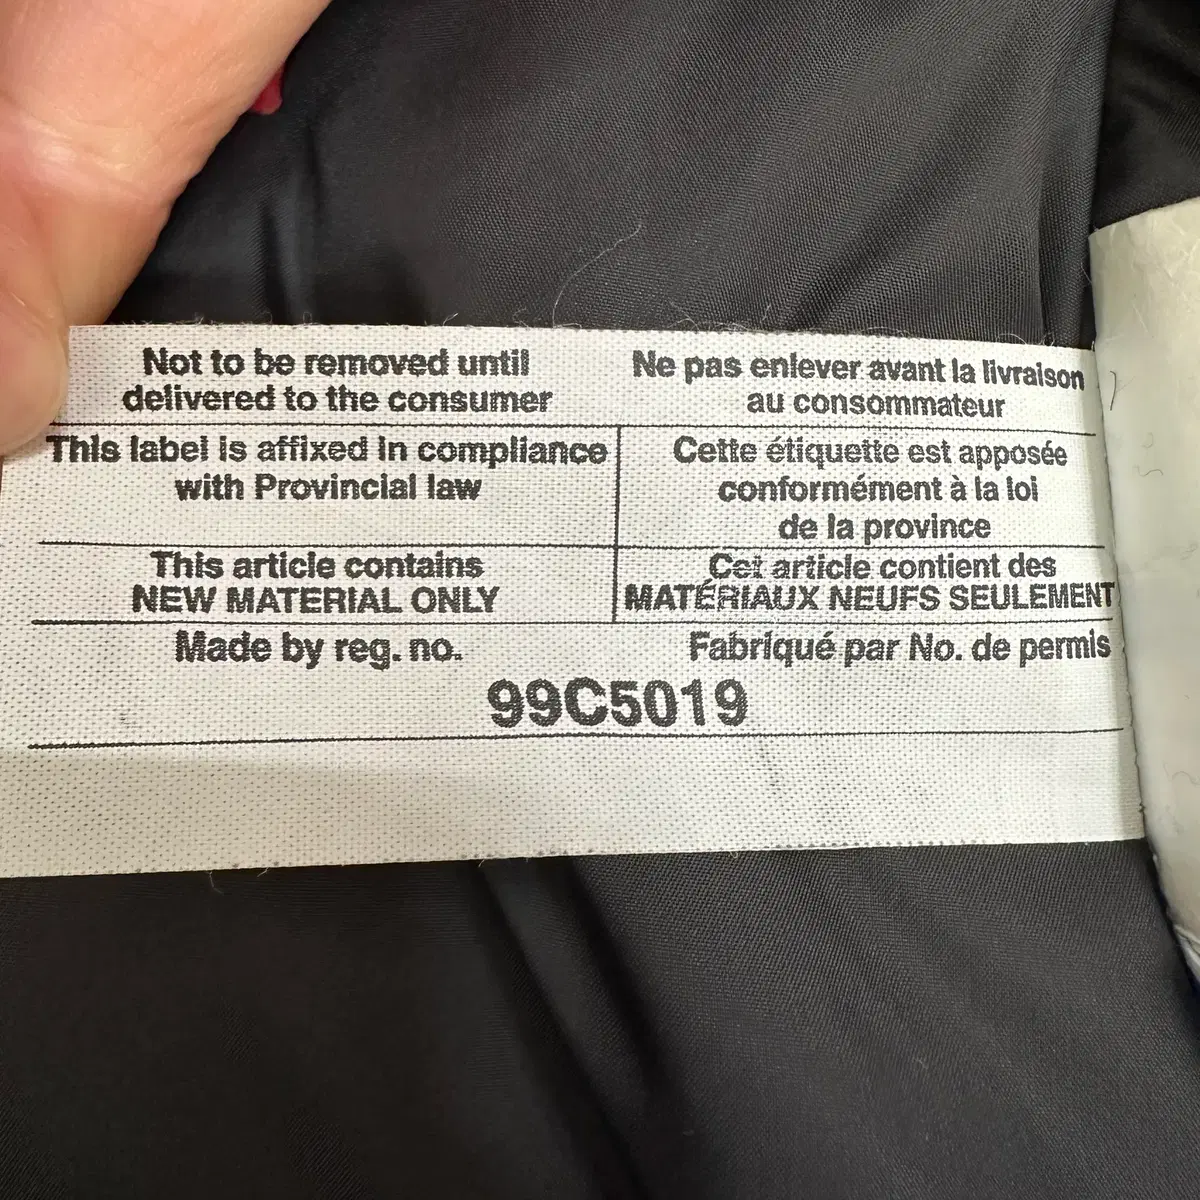 Not to be removed until
delivered to the consumer
Ne pas enlever avant la livraison
au consommateur
This label is affixed in compliance
with Provincial law
Cette étiquette est apposée
conformément à la loi
de la province
This article contains
NEW MATERIAL ONLY
Cet article contient des
MATÉRIAUX NEUFS SEULEMENT
Made by reg. no.
Fabriqué par No. de permis
99C5019